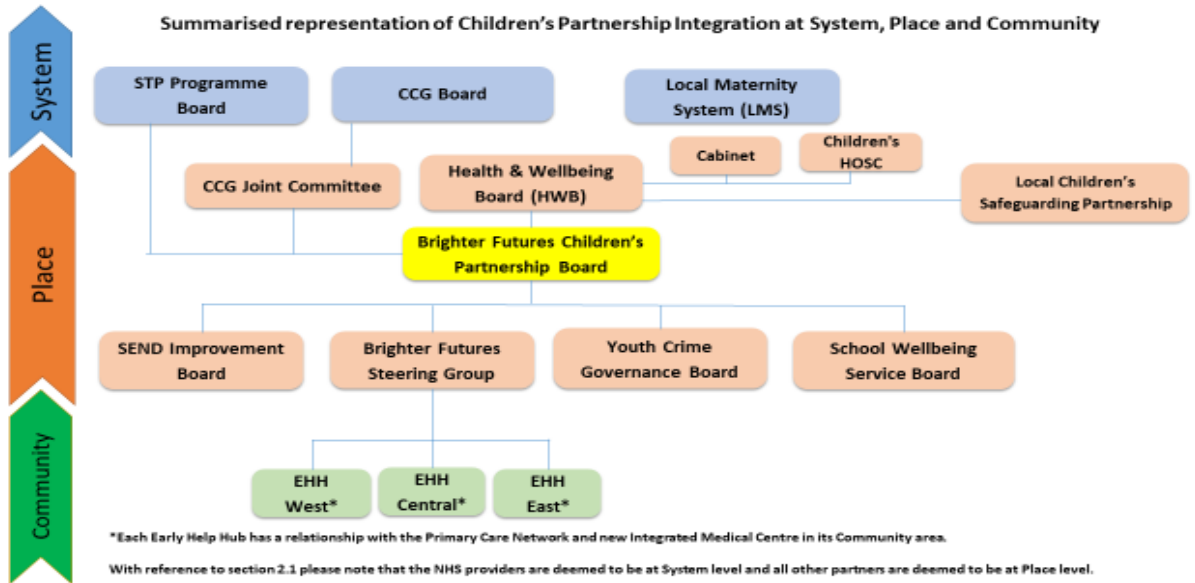 Summarised representation of Children's Partnership Integration at System, Place and Community
System
STP Programme
Board
CCG Board
Local Maternity
System (LMS)
Place
CCG Joint Committee
Health & Wellbeing
Board (HWB)
Cabinet
Children's
HOSC
Local Children's
Safeguarding Partnership
Brighter Futures Children's
Partnership Board
SEND Improvement
Board
Brighter Futures
Steering Group
Youth Crime
Governance Board
School Wellbeing
Service Board
Community
EHH
West*
EHH
Central*
EHH
East*
*Each Early Help Hub has a relationship with the Primary Care Network and new Integrated Medical Centre in its Community area.
With reference to section 2.1 please note that the NHS providers are deemed to be at System level and all other partners are deemed to be at Place level.